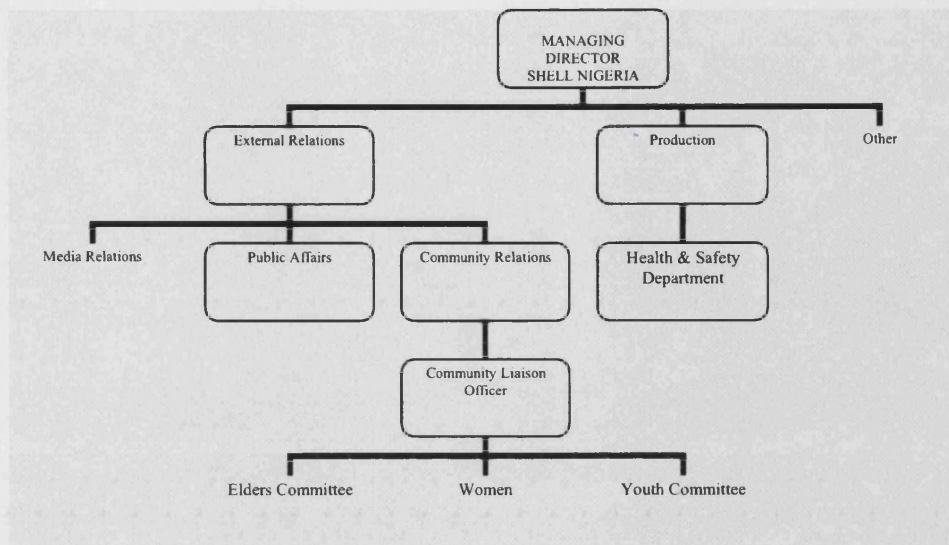 MANAGING
DIRECTOR
SHELL NIGERIA
External Relations
Production
Other
Media Relations
Public Affairs
Community Relations
Health & Safety
Department
Community Liaison
Officer
Elders Committee
Women
Youth Committee